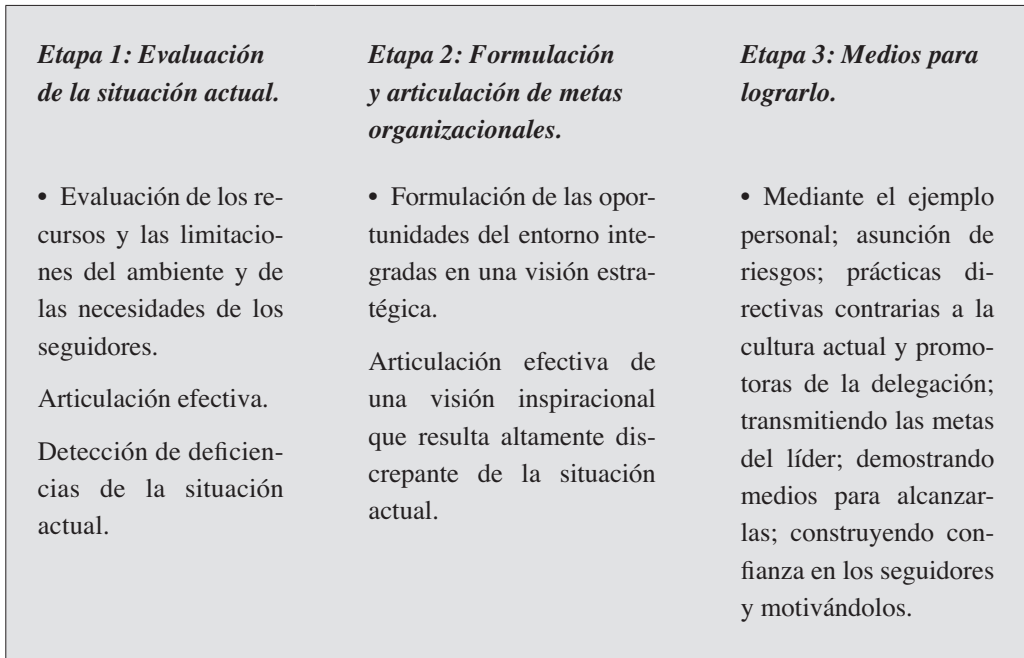 Etapa 1: Evaluación
de la situación actual.
• Evaluación de los re-
cursos y las limitacio-
nes del ambiente y de
las necesidades de los
seguidores.
Articulación efectiva.
Detección de deficien-
cias de la situación
actual.
Etapa 2: Formulación
y articulación de metas
organizacionales.
• Formulación de las opor-
tunidades del entorno inte-
gradas en una visión estra-
tégica.
Articulación efectiva de
una visión inspiracional
que resulta altamente dis-
crepante de la situación
actual.
Etapa 3: Medios para
lograrlo.
• Mediante el ejemplo
personal; asunción de
riesgos; prácticas di-
rectivas contrarias a la
cultura actual y promo-
toras de la delegación;
transmitiendo las metas
del líder; demostrando
medios para alcanzar-
las; construyendo con-
fianza en los seguidores
y motivándolos.